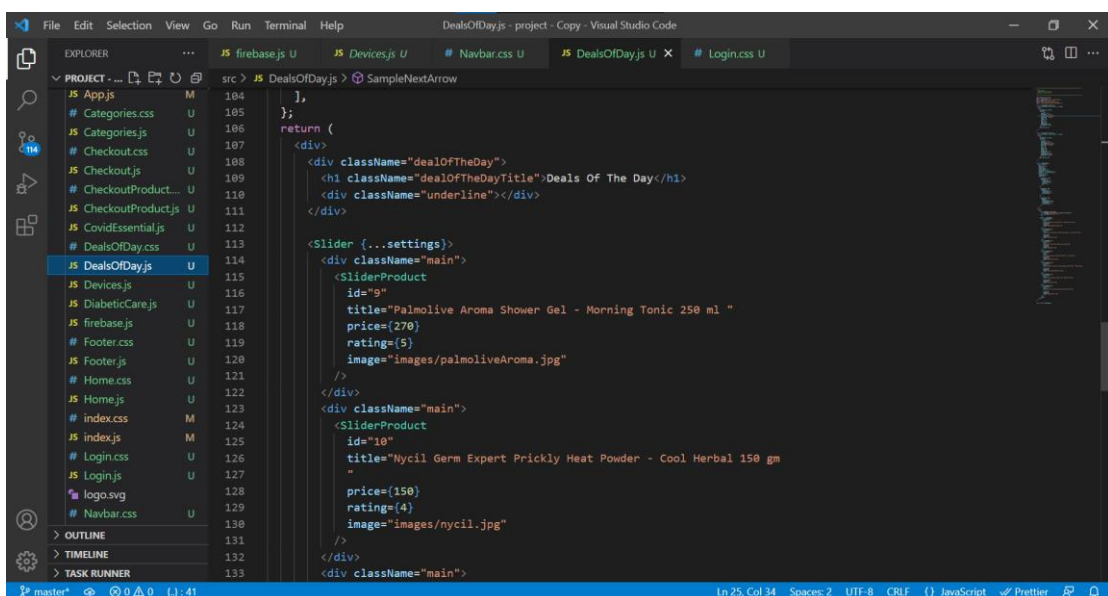 File Edit Selection View Go Run Terminal Help DealsOfDay.js - project - Copy - Visual Studio Code
EXPLORER ...
JS firebase.js U JS Devices.js U # Navbar.css U JS DealsOfDay.js U # Login.css U
PROJECT - ...
src > JS DealsOfDay.js > SampleNextArrow
JS App.js M
# Categories.css U
JS Categories.js U
# Checkout.css U
JS Checkout.js U
# CheckoutProduct.... U
JS CheckoutProduct.js U
JS CovidEssential.js U
# DealsOfDay.css U
JS DealsOfDay.js U
JS Devices.js U
JS DiabeticCare.js U
JS firebase.js U
# Footer.css U
JS Footer.js U
# Home.css U
JS Home.js U
# index.css M
JS index.js M
# Login.css U
JS Login.js U
logo.svg
# Navbar.css U
> OUTLINE
> TIMELINE
> TASK RUNNER
114
104 ],
105 };
106 return (
107 <div>
108 <div className="dealOfTheDay">
109 <h1 className="dealOfTheDayTitle">Deals Of The Day</h1>
110 <div className="underline"></div>
111 </div>
112
113 <Slider {...settings}>
114 <div className="main">
115 <SliderProduct
116 id="9"
117 title="Palmolive Aroma Shower Gel - Morning Tonic 250 ml "
118 price={270}
119 rating={5}
120 image="images/palmoliveAroma.jpg"
121 />
122 </div>
123 <div className="main">
124 <SliderProduct
125 id="10"
126 title="Nycil Germ Expert Prickly Heat Powder - Cool Herbal 150 gm
127 "
128 price={150}
129 rating={4}
130 image="images/nycil.jpg"
131 />
132 </div>
133 <div className="main">
master* 0 0 {..} : 41 Ln 25, Col 34 Spaces: 2 UTF-8 CRLF {} JavaScript Prettier